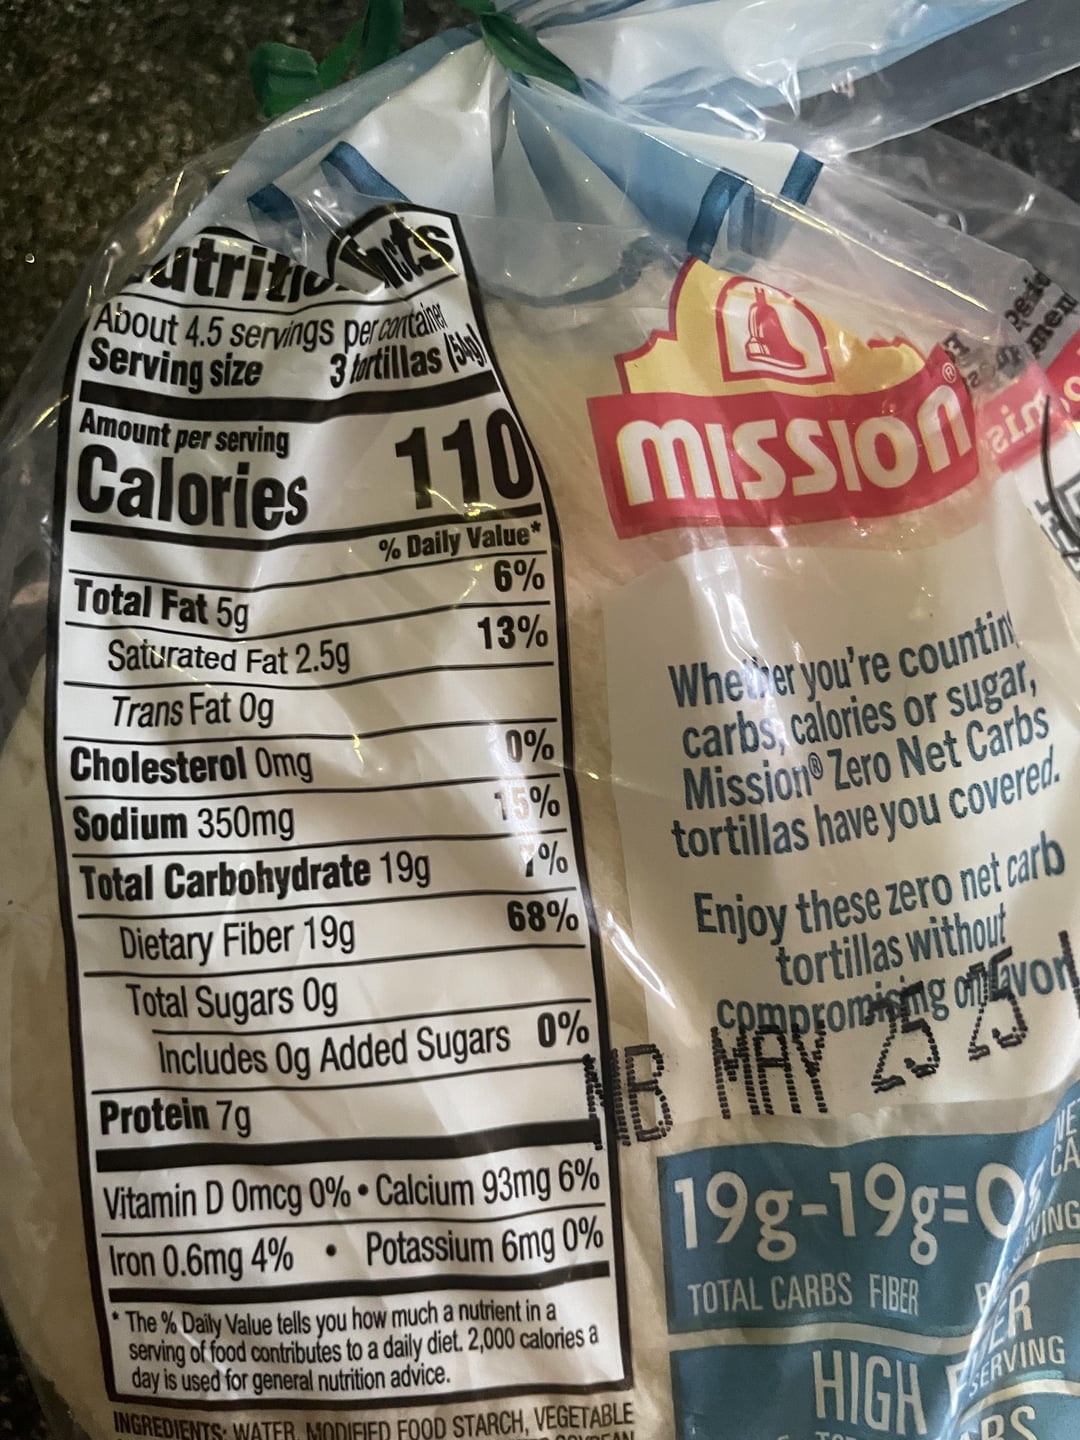 About 4.5 servings per container
Serving size 3 tortillas (54g)
Amount per serving
Calories 110
% Daily Value*
Total Fat 5g 6%
Saturated Fat 2.5g 13%
Trans Fat 0g
Cholesterol 0mg 0%
Sodium 350mg 15%
Total Carbohydrate 19g 7%
Dietary Fiber 19g 68%
Total Sugars 0g
Includes 0g Added Sugars 0%
Protein 7g
Vitamin D 0mcg 0% • Calcium 93mg 6%
Iron 0.6mg 4% • Potassium 6mg 0%
* The % Daily Value tells you how much a nutrient in a
serving of food contributes to a daily diet. 2,000 calories a
day is used for general nutrition advice.
INGREDIENTS: WATER, MODIFIED FOOD STARCH, VEGETABLE
MISSION®
Whether you're countin
carbs, calories or sugar,
Mission® Zero Net Carbs
tortillas have you covered.
Enjoy these zero net carb
tortillas without
compromising on flavor
MAY 25 25
19g-19g=0
TOTAL CARBS FIBER
HIGH
SERVING